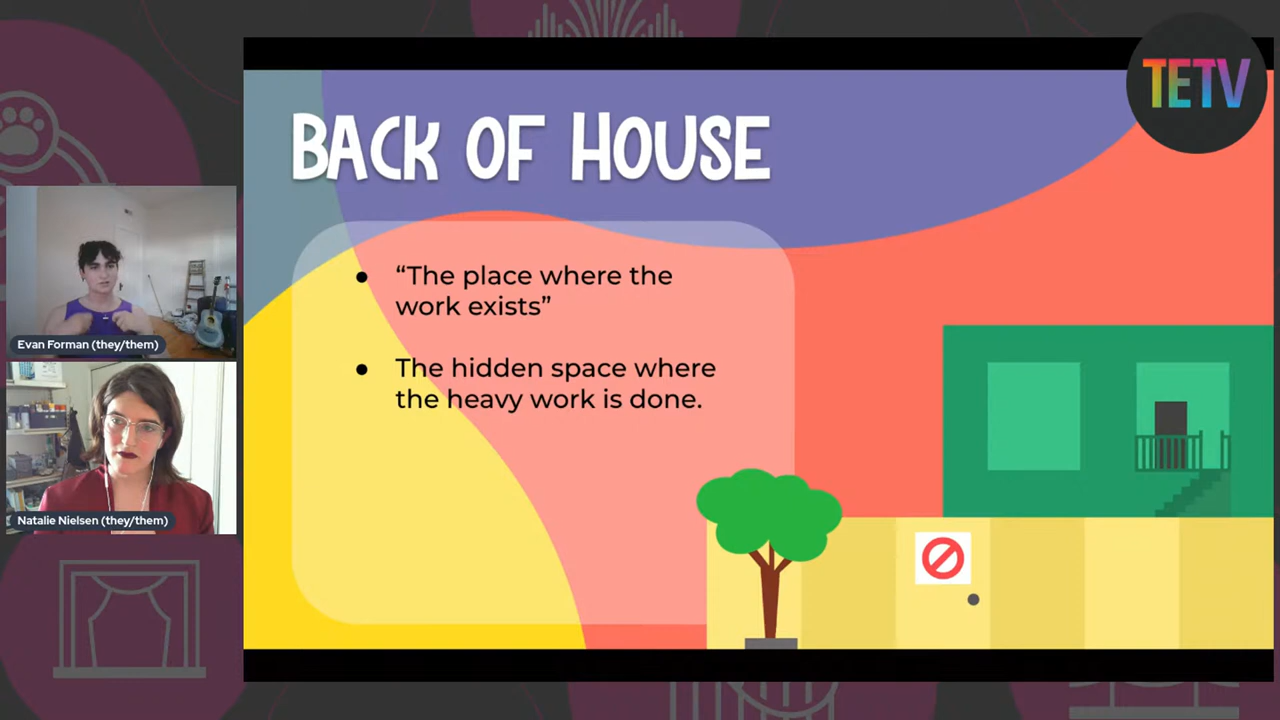 TETV
BACK OF HOUSE
● “The place where the
work exists”
● The hidden space where
the heavy work is done.
Evan Forman (they/them)
Natalie Nielsen (they/them)